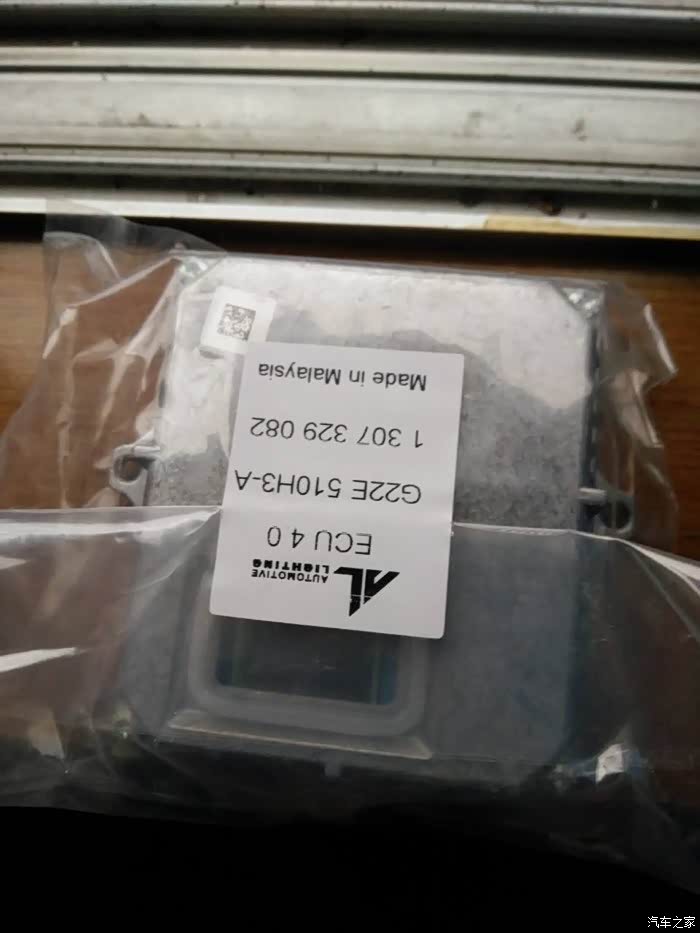 AL AUTOMOTIVE
LIGHTING
ECU 4 0
G22E 510H3-A
1 307 329 082
Made in Malaysia
汽车之家